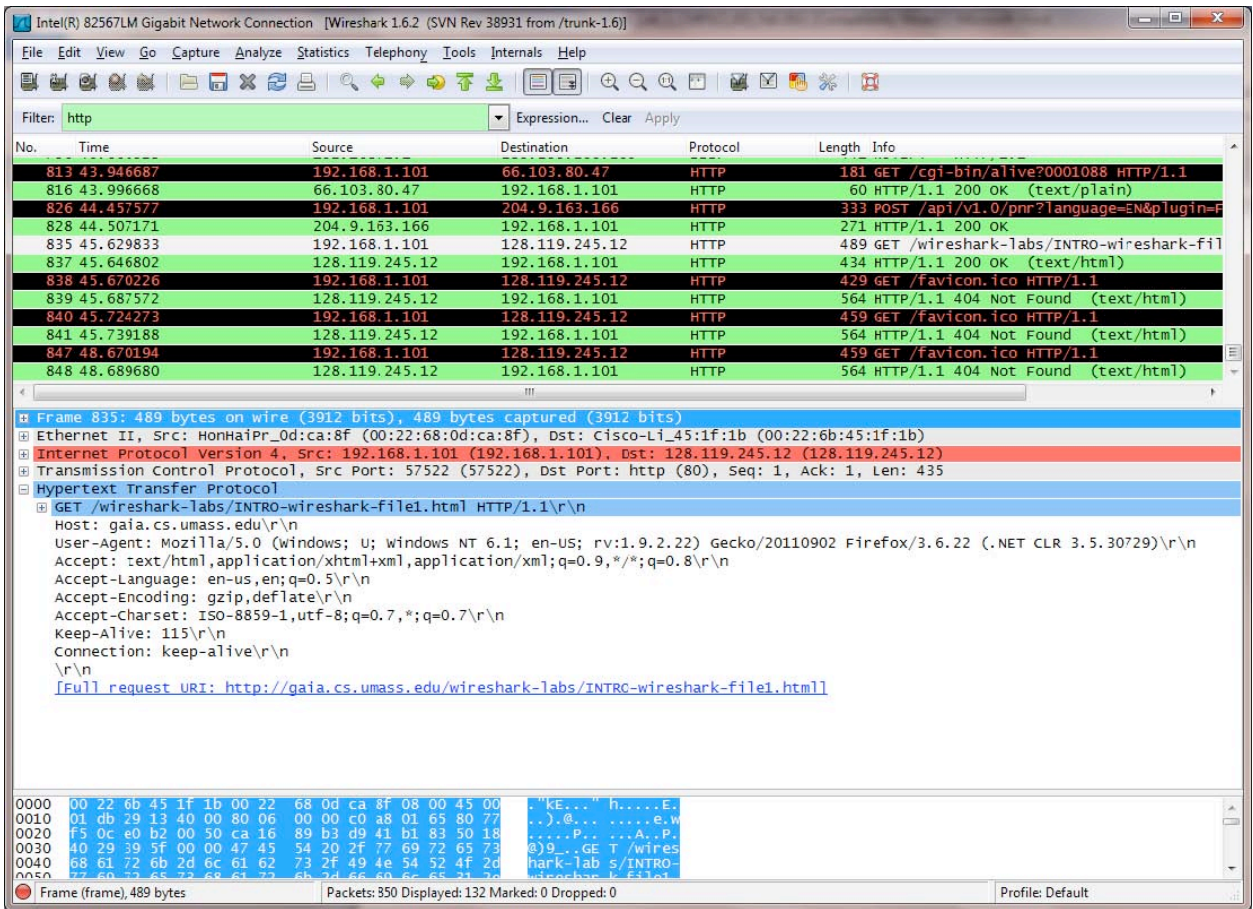 Intel(R) 82567LM Gigabit Network Connection [Wireshark 1.6.2 (SVN Rev 38931 from /trunk-1.6)]
File Edit View Go Capture Analyze Statistics Telephony Tools Internals Help
Filter: http Expression... Clear Apply
No. Time Source Destination Protocol Length Info
813 43.946687 192.168.1.101 66.103.80.47 HTTP 181 GET /cgi-bin/alive?0001088 HTTP/1.1
816 43.996668 66.103.80.47 192.168.1.101 HTTP 60 HTTP/1.1 200 OK (text/plain)
826 44.457577 192.168.1.101 204.9.163.166 HTTP 333 POST /api/v1.0/pnr?language=EN&plugin=F
828 44.507171 204.9.163.166 192.168.1.101 HTTP 271 HTTP/1.1 200 OK
835 45.629833 192.168.1.101 128.119.245.12 HTTP 489 GET /wireshark-labs/INTRO-wireshark-fil
837 45.646802 128.119.245.12 192.168.1.101 HTTP 434 HTTP/1.1 200 OK (text/html)
838 45.670226 192.168.1.101 128.119.245.12 HTTP 429 GET /favicon.ico HTTP/1.1
839 45.687572 128.119.245.12 192.168.1.101 HTTP 564 HTTP/1.1 404 Not Found (text/html)
840 45.724273 192.168.1.101 128.119.245.12 HTTP 459 GET /favicon.ico HTTP/1.1
841 45.739188 128.119.245.12 192.168.1.101 HTTP 564 HTTP/1.1 404 Not Found (text/html)
847 48.670194 192.168.1.101 128.119.245.12 HTTP 459 GET /favicon.ico HTTP/1.1
848 48.689680 128.119.245.12 192.168.1.101 HTTP 564 HTTP/1.1 404 Not Found (text/html)
Frame 835: 489 bytes on wire (3912 bits), 489 bytes captured (3912 bits)
Ethernet II, Src: HonHaiPr_0d:ca:8f (00:22:68:0d:ca:8f), Dst: Cisco-Li_45:1f:1b (00:22:6b:45:1f:1b)
Internet Protocol Version 4, Src: 192.168.1.101 (192.168.1.101), Dst: 128.119.245.12 (128.119.245.12)
Transmission Control Protocol, Src Port: 57522 (57522), Dst Port: http (80), Seq: 1, Ack: 1, Len: 435
Hypertext Transfer Protocol
GET /wireshark-labs/INTRO-wireshark-file1.html HTTP/1.1\r\n
Host: gaia.cs.umass.edu\r\n
User-Agent: Mozilla/5.0 (Windows; U; Windows NT 6.1; en-US; rv:1.9.2.22) Gecko/20110902 Firefox/3.6.22 (.NET CLR 3.5.30729)\r\n
Accept: text/html,application/xhtml+xml,application/xml;q=0.9,*/*;q=0.8\r\n
Accept-Language: en-us,en;q=0.5\r\n
Accept-Encoding: gzip,deflate\r\n
Accept-Charset: ISO-8859-1,utf-8;q=0.7,*;q=0.7\r\n
Keep-Alive: 115\r\n
Connection: keep-alive\r\n
\r\n
[Full request URI: http://gaia.cs.umass.edu/wireshark-labs/INTRO-wireshark-file1.html]
0000 00 22 6b 45 1f 1b 00 22 68 0d ca 8f 08 00 45 00 ."kE..." h.....E.
0010 01 db 29 13 40 00 80 06 00 00 c0 a8 01 65 80 77 ..).@... .....e.w
0020 f5 0c e0 b2 00 50 ca 16 89 b3 d9 41 b1 83 50 18 .....P.. ...A..P.
0030 40 29 39 5f 00 00 47 45 54 20 2f 77 69 72 65 73 @)9_..GE T /wires
0040 68 61 72 6b 2d 6c 61 62 73 2f 49 4e 54 52 4f 2d hark-lab s/INTRO-
0050 77 69 72 65 73 68 61 72 6b 2d 66 69 6c 65 31 2e wireshar k-file1.
Frame (frame), 489 bytes Packets: 850 Displayed: 132 Marked: 0 Dropped: 0 Profile: Default